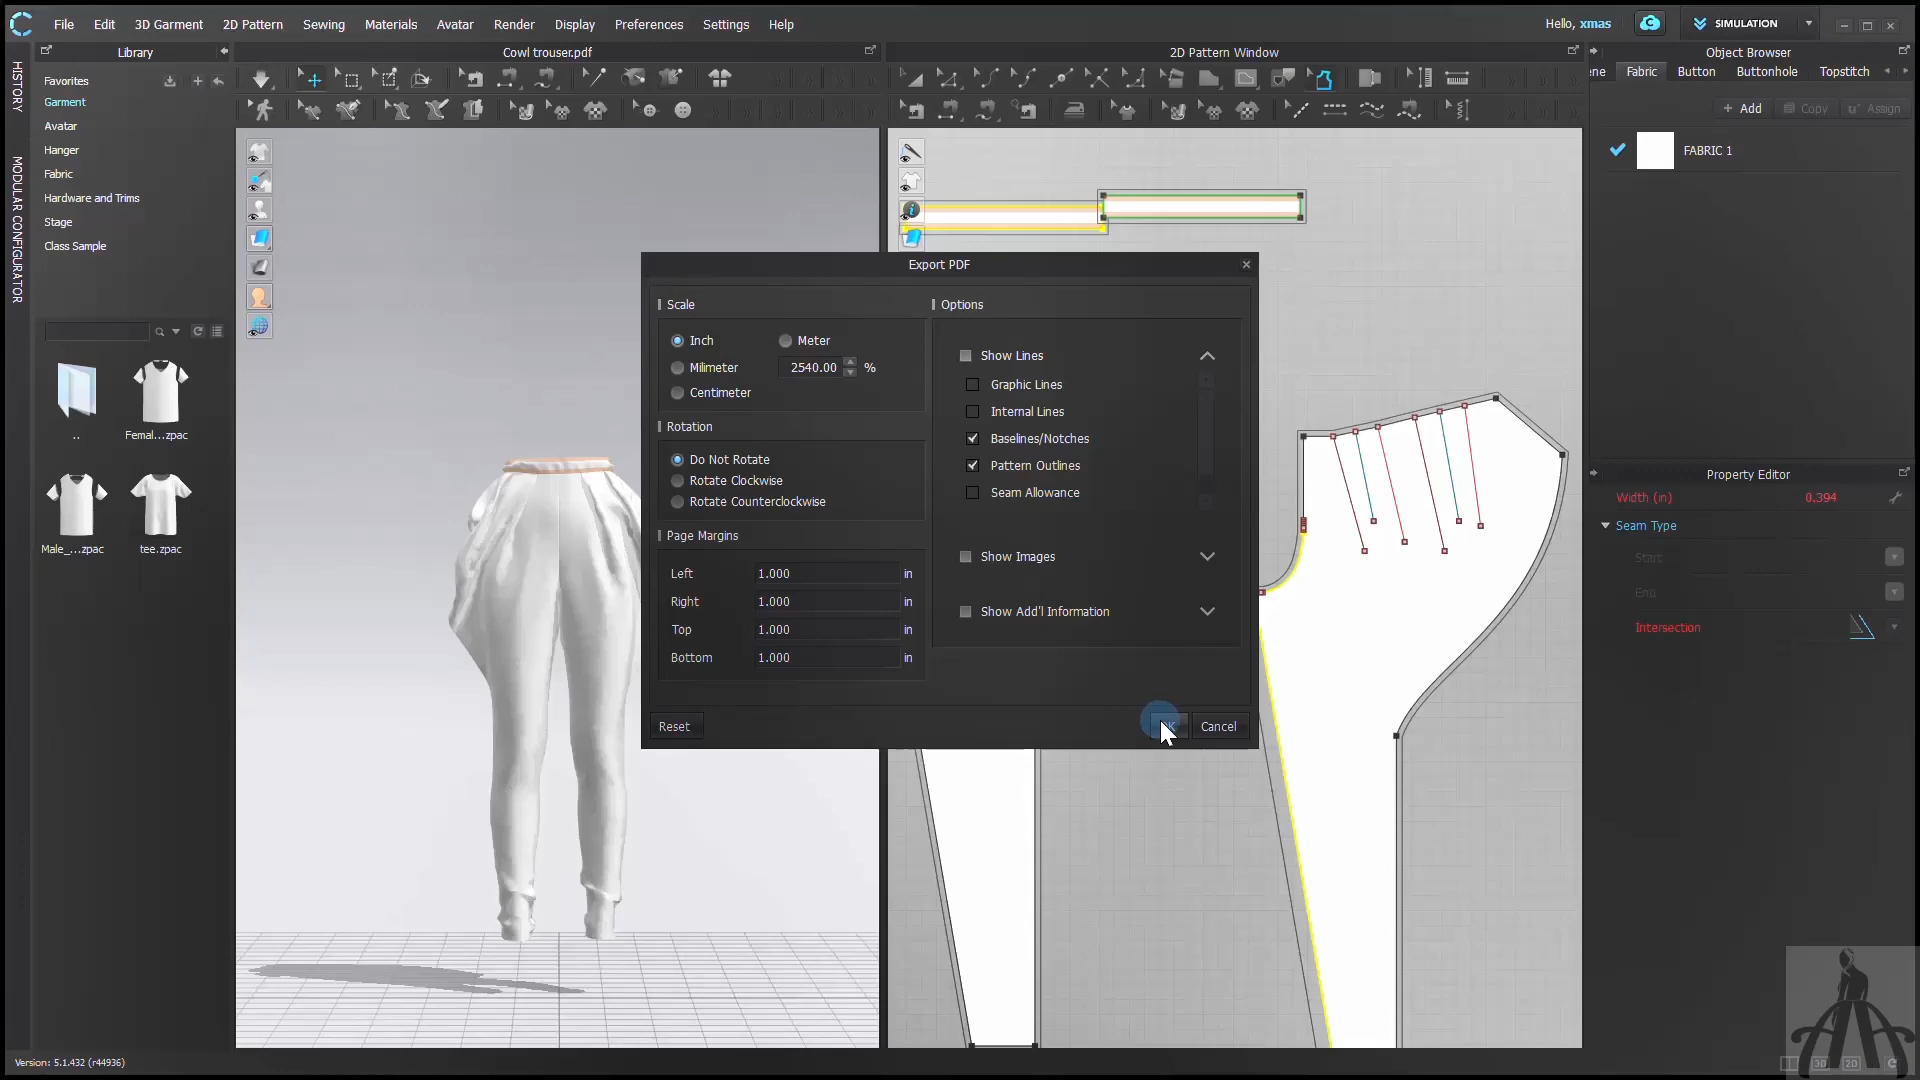 File Edit 3D Garment 2D Pattern Sewing Materials Avatar Render Display Preferences Settings Help
Hello, xmas
SIMULATION
Library
Cowl trouser.pdf
2D Pattern Window
Object Browser
HISTORY
MODULAR CONFIGURATOR
Favorites
Garment
Avatar
Hanger
Fabric
Hardware and Trims
Stage
Class Sample
..
Femal...zpac
Male_...zpac
tee.zpac
ene Fabric Button Buttonhole Topstitch
+ Add Copy Assign
FABRIC 1
Property Editor
Width (in) 0.394
Seam Type
Start
End
Intersection
Export PDF
Scale
Inch Meter
Milimeter 2540.00 %
Centimeter
Rotation
Do Not Rotate
Rotate Clockwise
Rotate Counterclockwise
Page Margins
Left 1.000 in
Right 1.000 in
Top 1.000 in
Bottom 1.000 in
Options
Show Lines
Graphic Lines
Internal Lines
Baselines/Notches
Pattern Outlines
Seam Allowance
Show Images
Show Add'l Information
Reset
Cancel
Version: 5.1.432 (r44936)
3D 2D